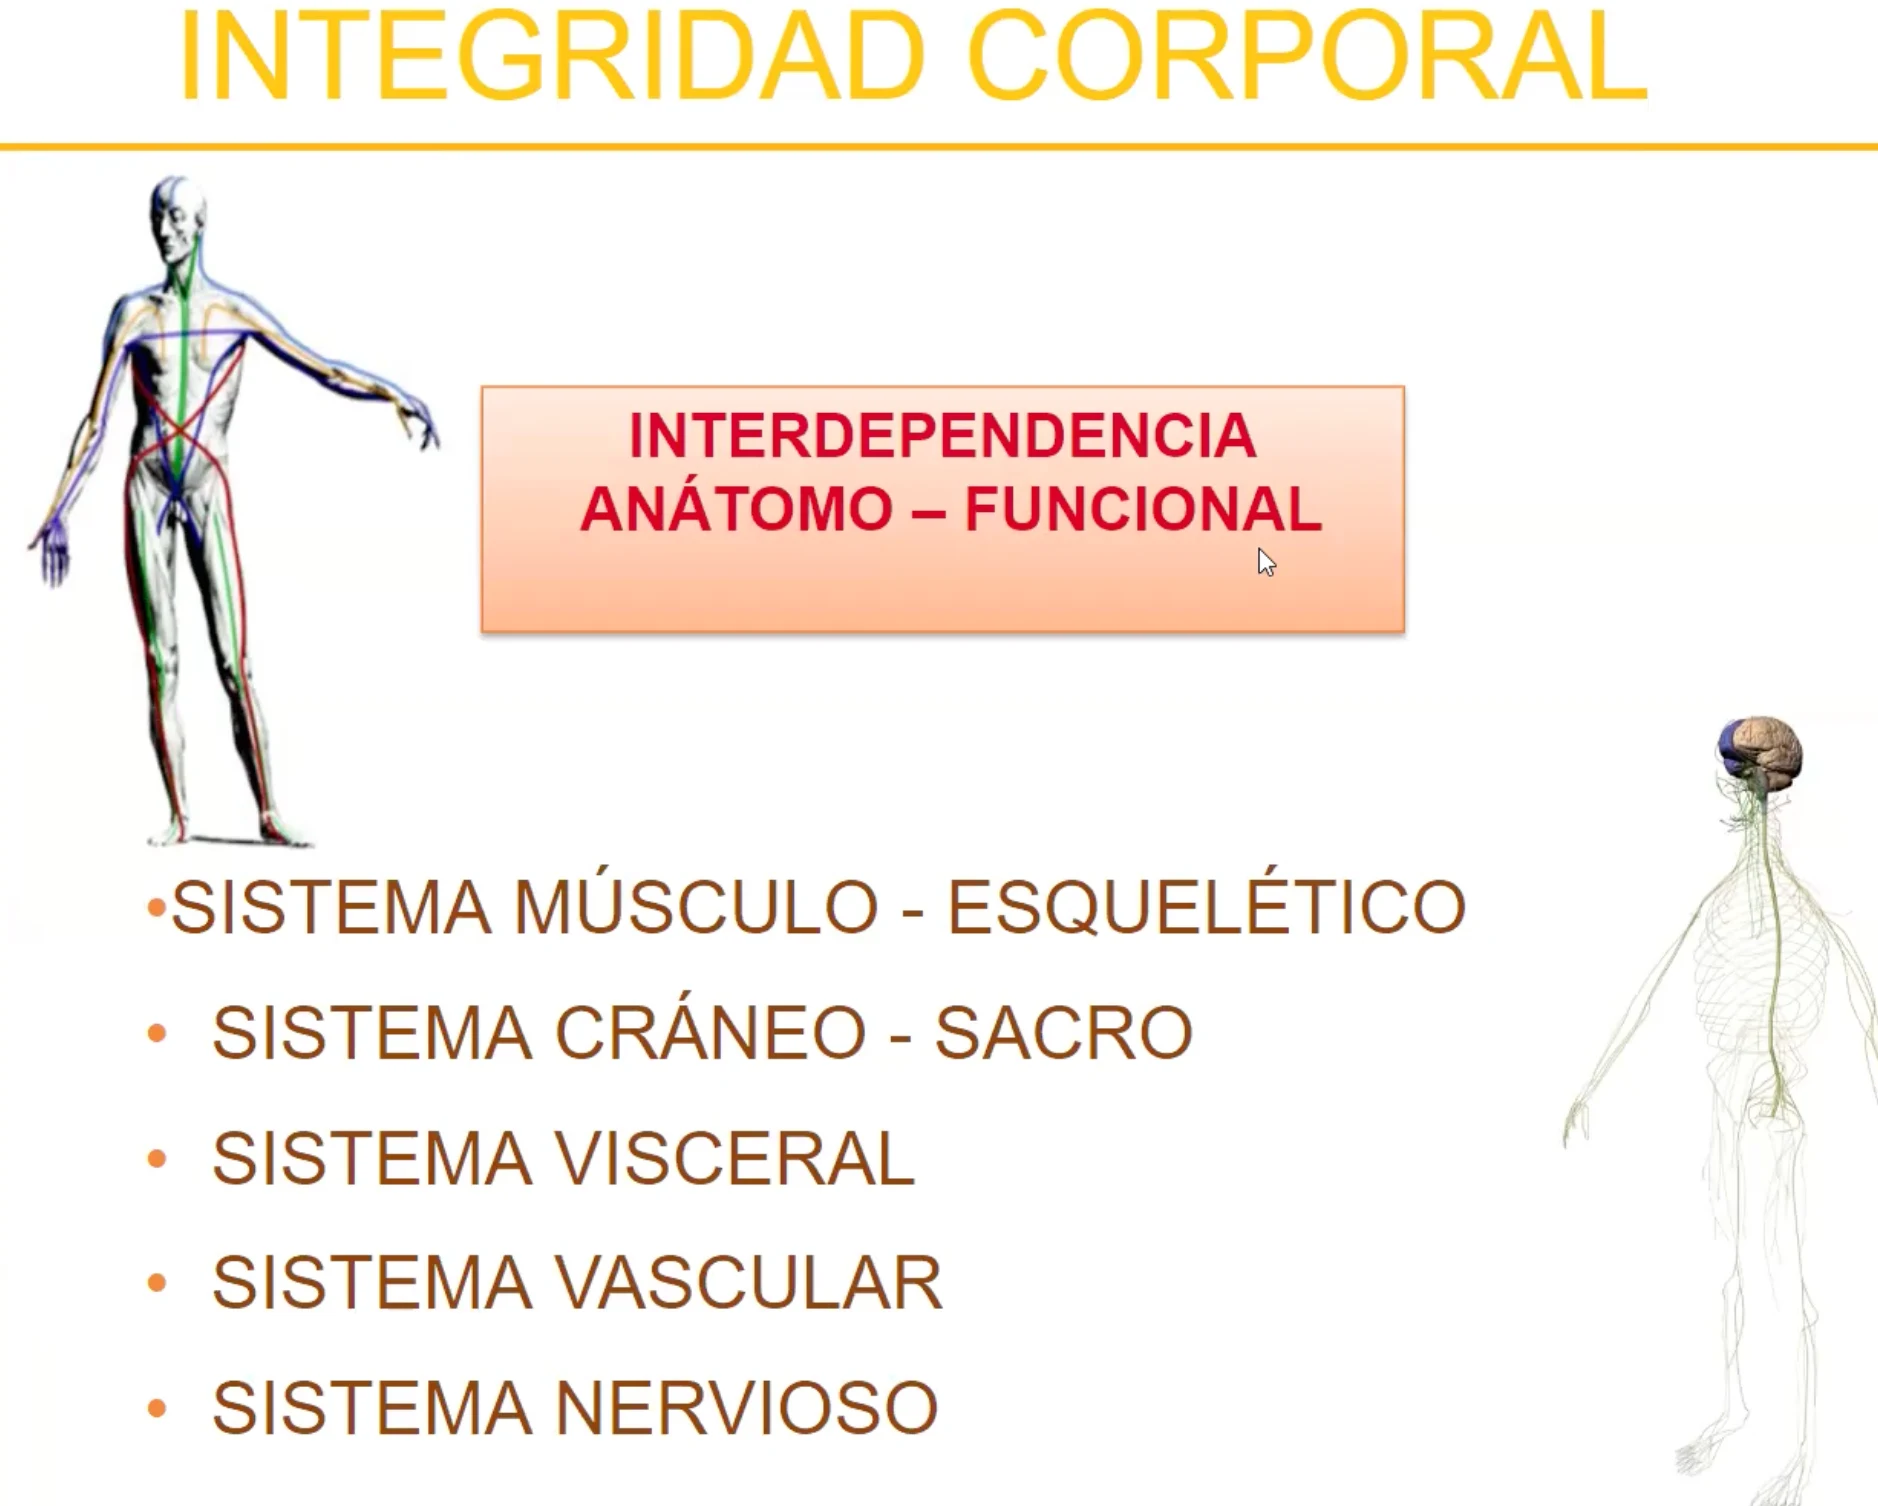 INTEGRIDAD CORPORAL
INTERDEPENDENCIA
ANÁTOMO – FUNCIONAL
•SISTEMA MÚSCULO - ESQUELÉTICO
• SISTEMA CRÁNEO - SACRO
• SISTEMA VISCERAL
• SISTEMA VASCULAR
• SISTEMA NERVIOSO